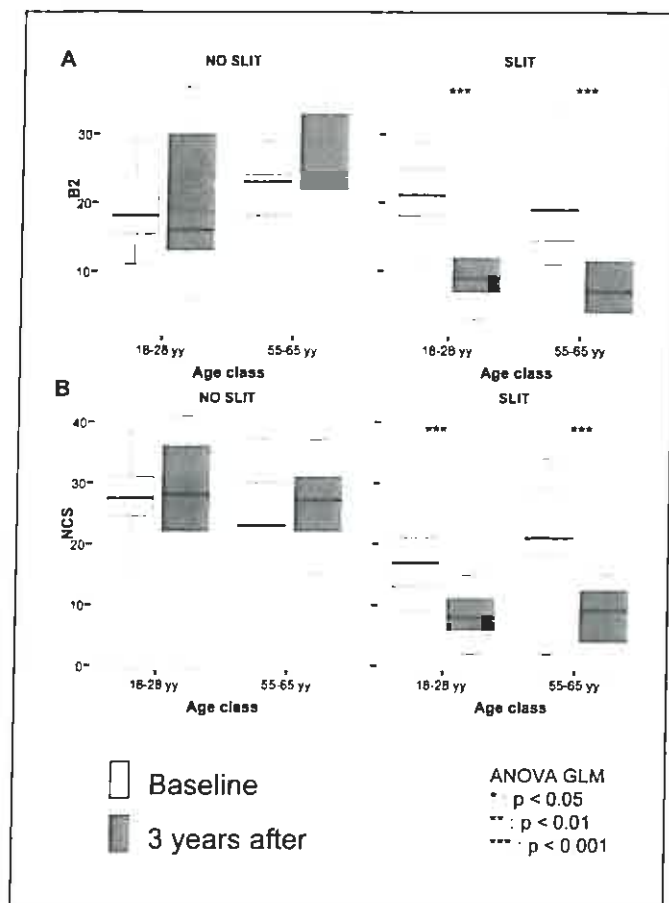 A
NO SLIT
SLIT
***
***
B2
30
20
10
18-28 yy
55-65 yy
18-28 yy
55-65 yy
Age class
Age class
B
NO SLIT
SLIT
***
***
NCS
40
30
20
10
0
18-28 yy
55-65 yy
18-28 yy
55-65 yy
Age class
Age class
Baseline
3 years after
ANOVA GLM
* : p < 0.05
** : p < 0.01
*** : p < 0 001